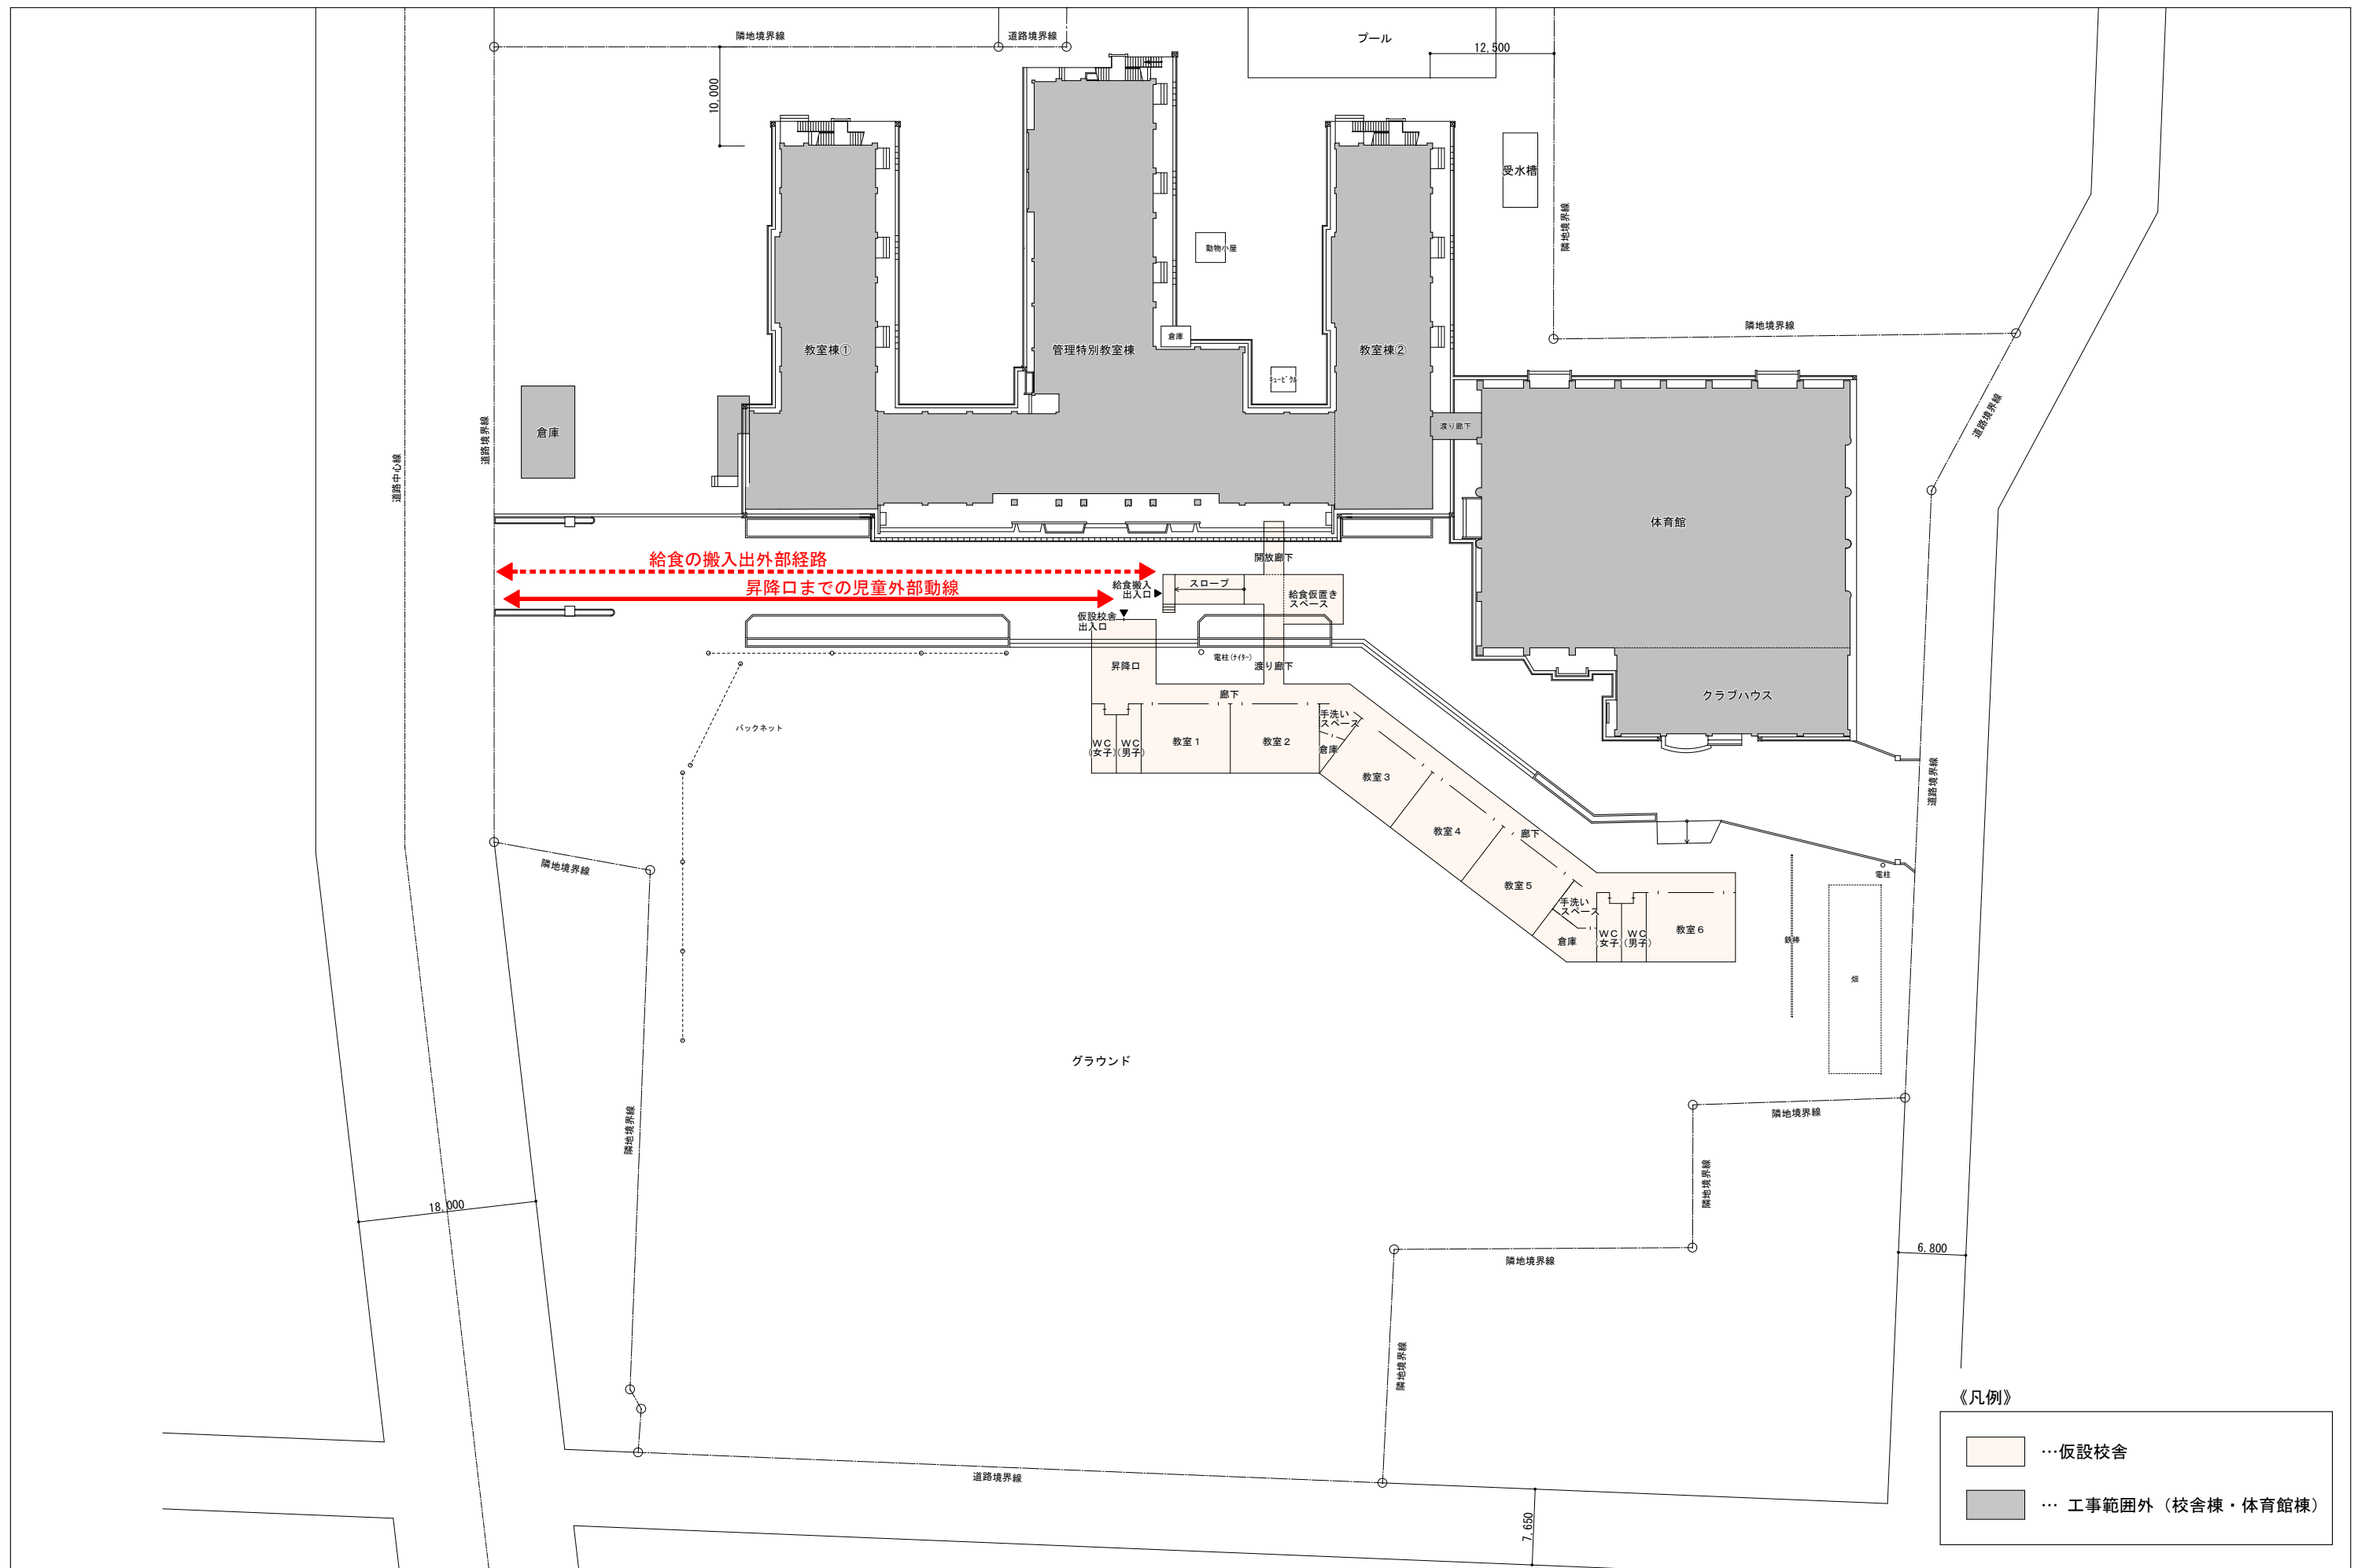 隣地境界線
道路境界線
プール
12,500
10,000
受水槽
隣地境界線
動物小屋
倉庫
隣地境界線
教室棟①
管理特別教室棟
教室棟②
キュービクル
道路境界線
倉庫
道路境界線
道路中心線
渡り廊下
体育館
給食の搬入出外部経路
開放廊下
昇降口までの児童外部動線
スロープ
給食搬入
出入口
給食仮置き
スペース
仮設校舎
出入口
電柱(ナイター)
昇降口
渡り廊下
廊下
クラブハウス
バックネット
手洗い
スペース
WC
(女子)
WC
(男子)
教室1
教室2
倉庫
教室3
道路境界線
教室4
廊下
隣地境界線
電柱
教室5
手洗い
スペース
倉庫
WC
(女子)
WC
(男子)
教室6
鉄棒
畑
グラウンド
隣地境界線
隣地境界線
隣地境界線
18,000
隣地境界線
6,800
隣地境界線
道路境界線
7,650
《凡例》
…仮設校舎
… 工事範囲外（校舎棟・体育館棟）